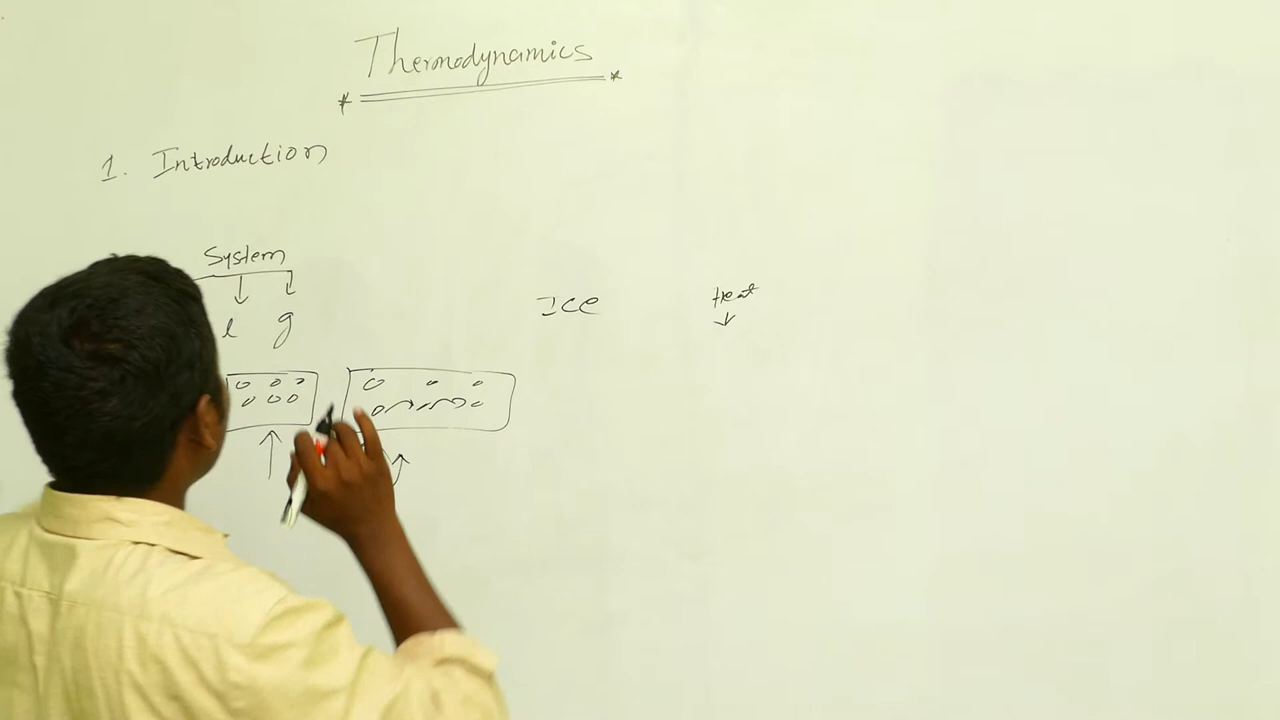 Thermodynamics
1. Introduction
System
l g
ICE
Heat